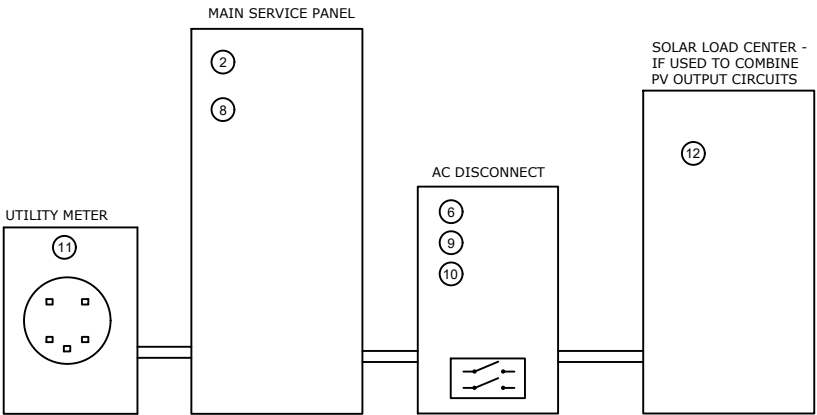 MAIN SERVICE PANEL
2
8
SOLAR LOAD CENTER -
IF USED TO COMBINE
PV OUTPUT CIRCUITS
12
AC DISCONNECT
6
9
10
UTILITY METER
11